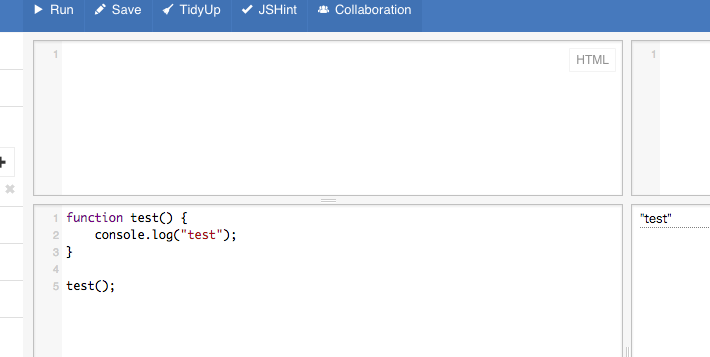 Run Save TidyUp JSHint Collaboration
1
HTML
1
1 function test() {
2 console.log("test");
3 }
4
5 test();
"test"